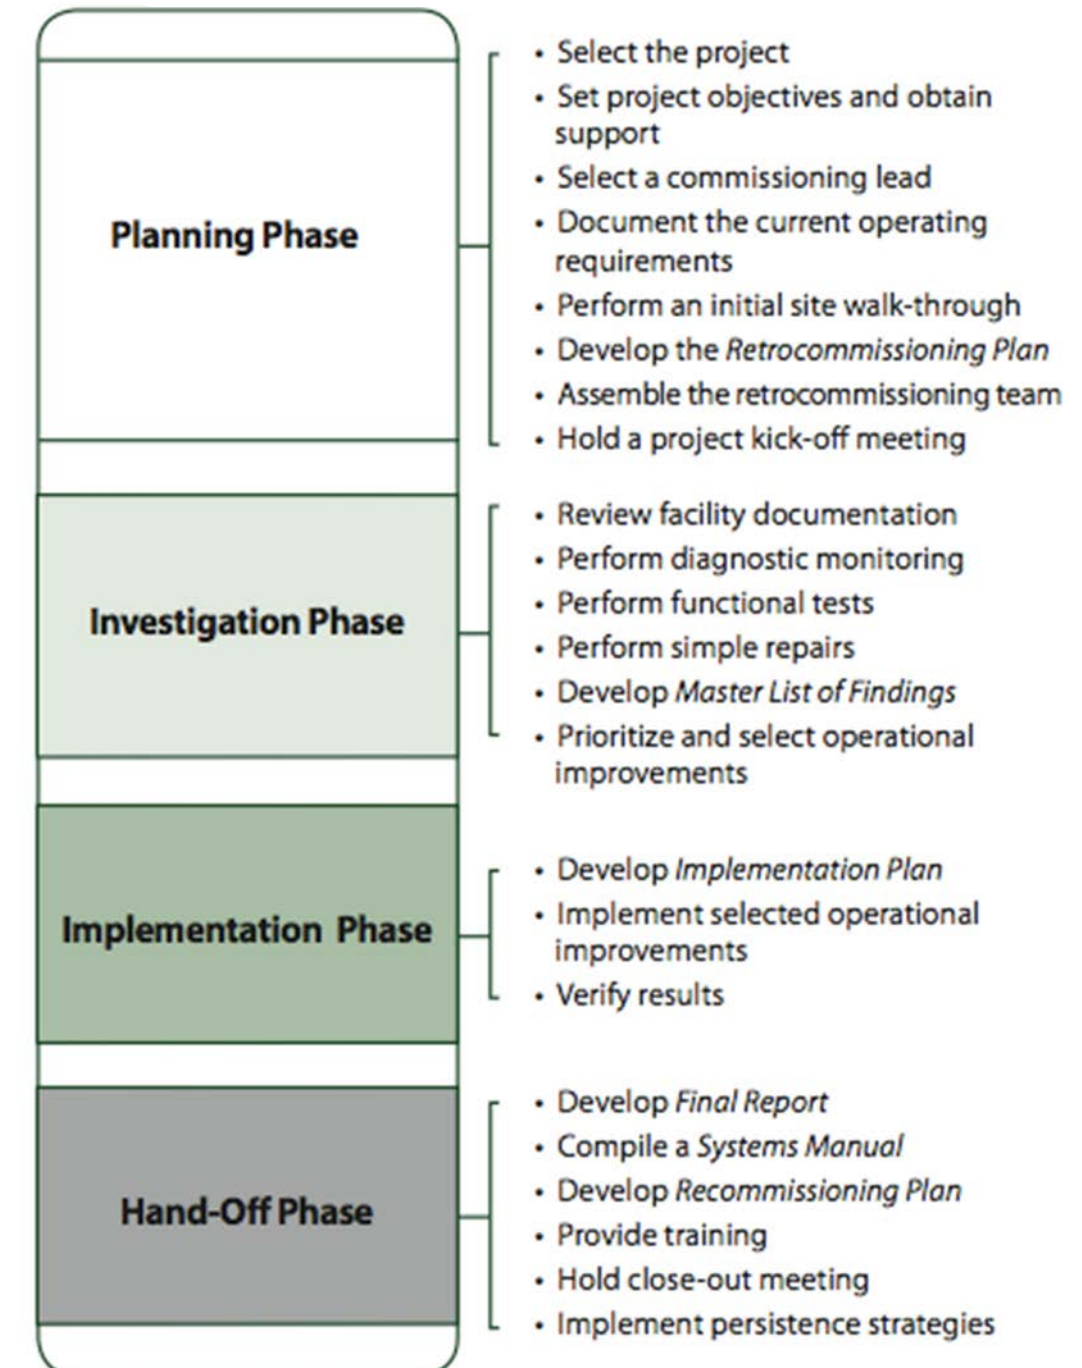 Planning Phase
• Select the project
• Set project objectives and obtain
support
• Select a commissioning lead
• Document the current operating
requirements
• Perform an initial site walk-through
• Develop the Retrocommissioning Plan
• Assemble the retrocommissioning team
• Hold a project kick-off meeting
Investigation Phase
• Review facility documentation
• Perform diagnostic monitoring
• Perform functional tests
• Perform simple repairs
• Develop Master List of Findings
• Prioritize and select operational
improvements
Implementation Phase
• Develop Implementation Plan
• Implement selected operational
improvements
• Verify results
Hand-Off Phase
• Develop Final Report
• Compile a Systems Manual
• Develop Recommissioning Plan
• Provide training
• Hold close-out meeting
• Implement persistence strategies